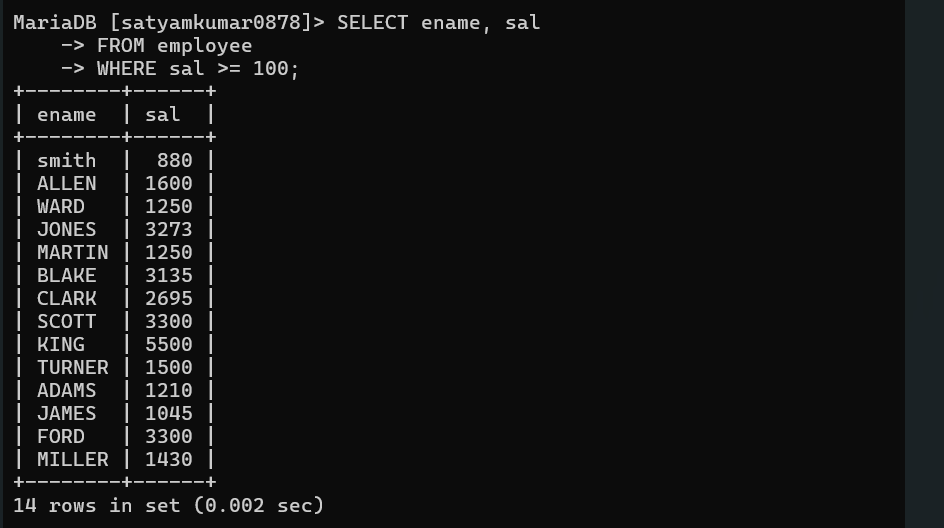 MariaDB [satyamkumar0878]> SELECT ename, sal
    -> FROM employee
    -> WHERE sal >= 100;
+--------+------+
| ename  | sal  |
+--------+------+
| smith  |  880 |
| ALLEN  | 1600 |
| WARD   | 1250 |
| JONES  | 3273 |
| MARTIN | 1250 |
| BLAKE  | 3135 |
| CLARK  | 2695 |
| SCOTT  | 3300 |
| KING   | 5500 |
| TURNER | 1500 |
| ADAMS  | 1210 |
| JAMES  | 1045 |
| FORD   | 3300 |
| MILLER | 1430 |
+--------+------+
14 rows in set (0.002 sec)